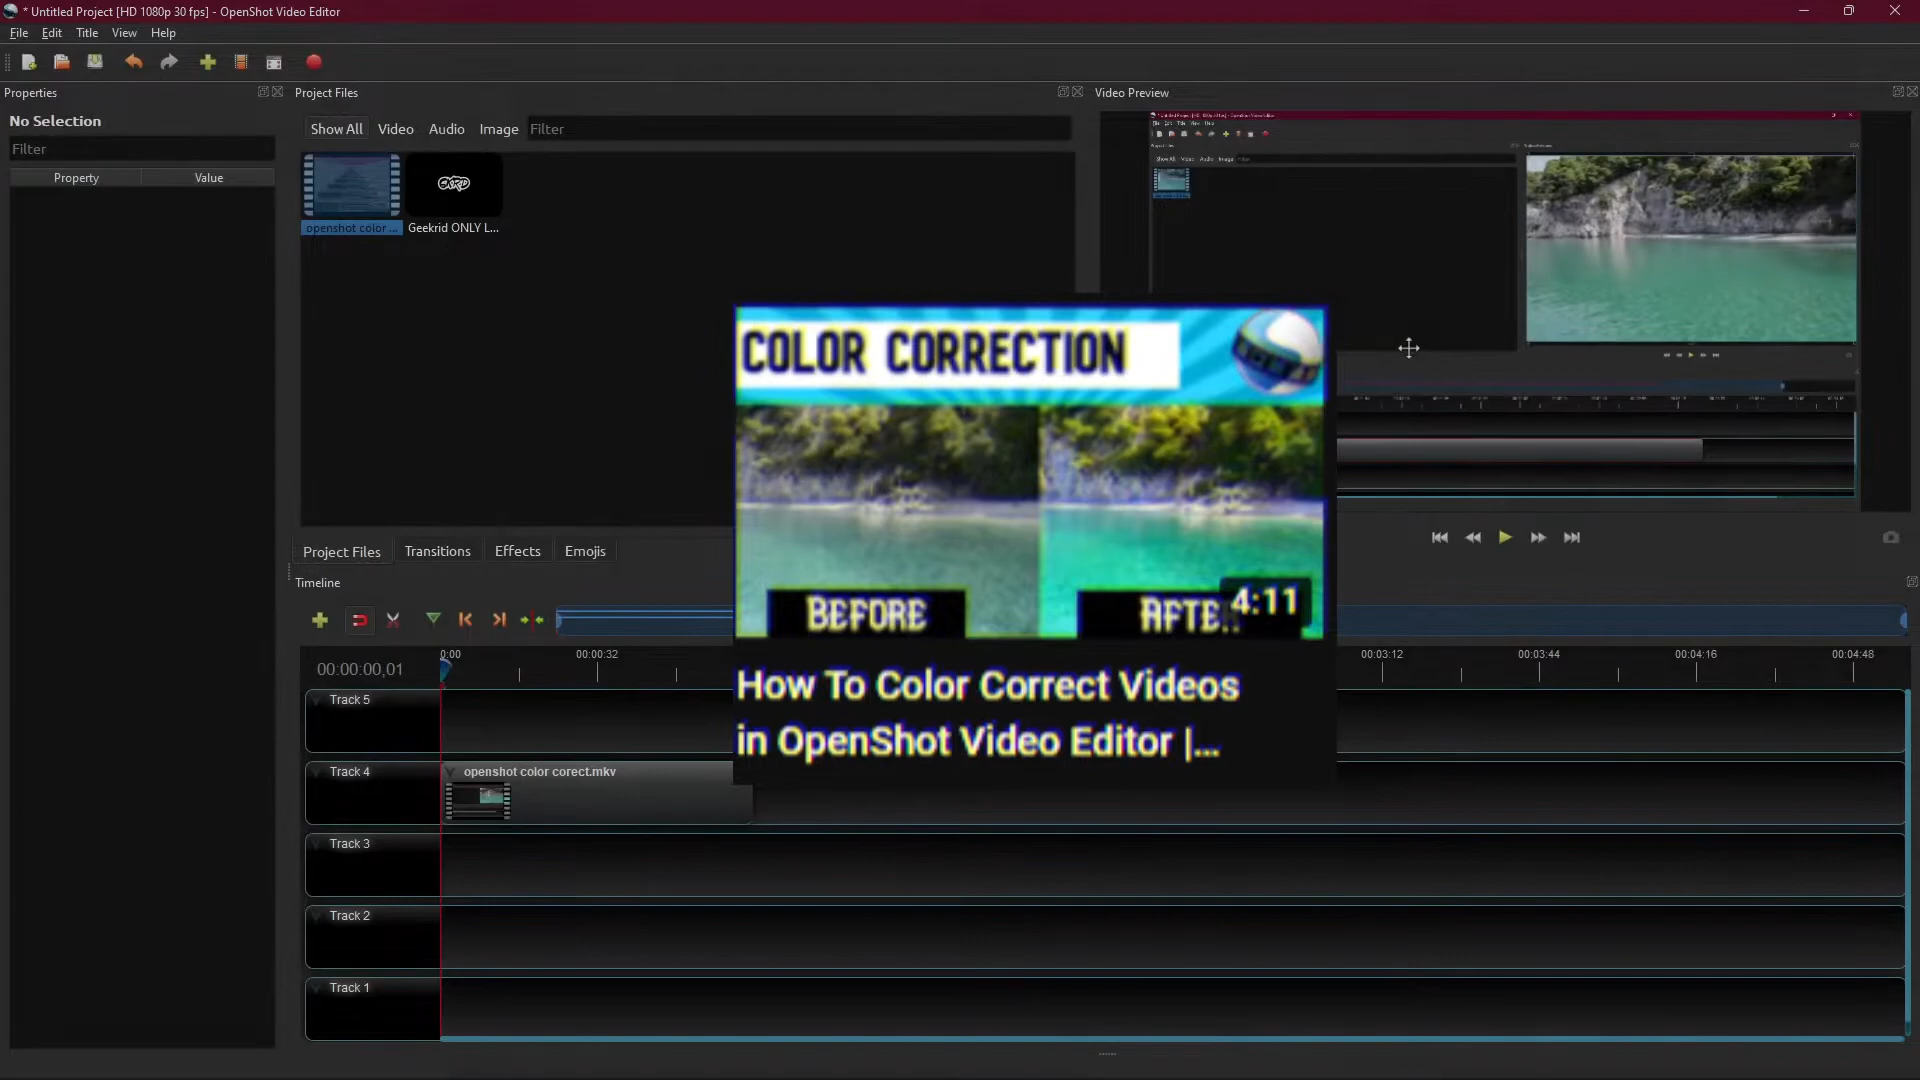 * Untitled Project [HD 1080p 30 fps] - OpenShot Video Editor
File Edit Title View Help
Properties
Project Files
Video Preview
No Selection
Filter
Property Value
Show All Video Audio Image Filter
openshot color ...
Geekrid ONLY L...
COLOR CORRECTION
BEFORE
4:11
How To Color Correct Videos
in OpenShot Video Editor |...
Project Files Transitions Effects Emojis
Timeline
00:00:00,01
0:00
00:00:32
00:03:12
00:03:44
00:04:16
00:04:48
Track 5
Track 4
openshot color corect.mkv
Track 3
Track 2
Track 1